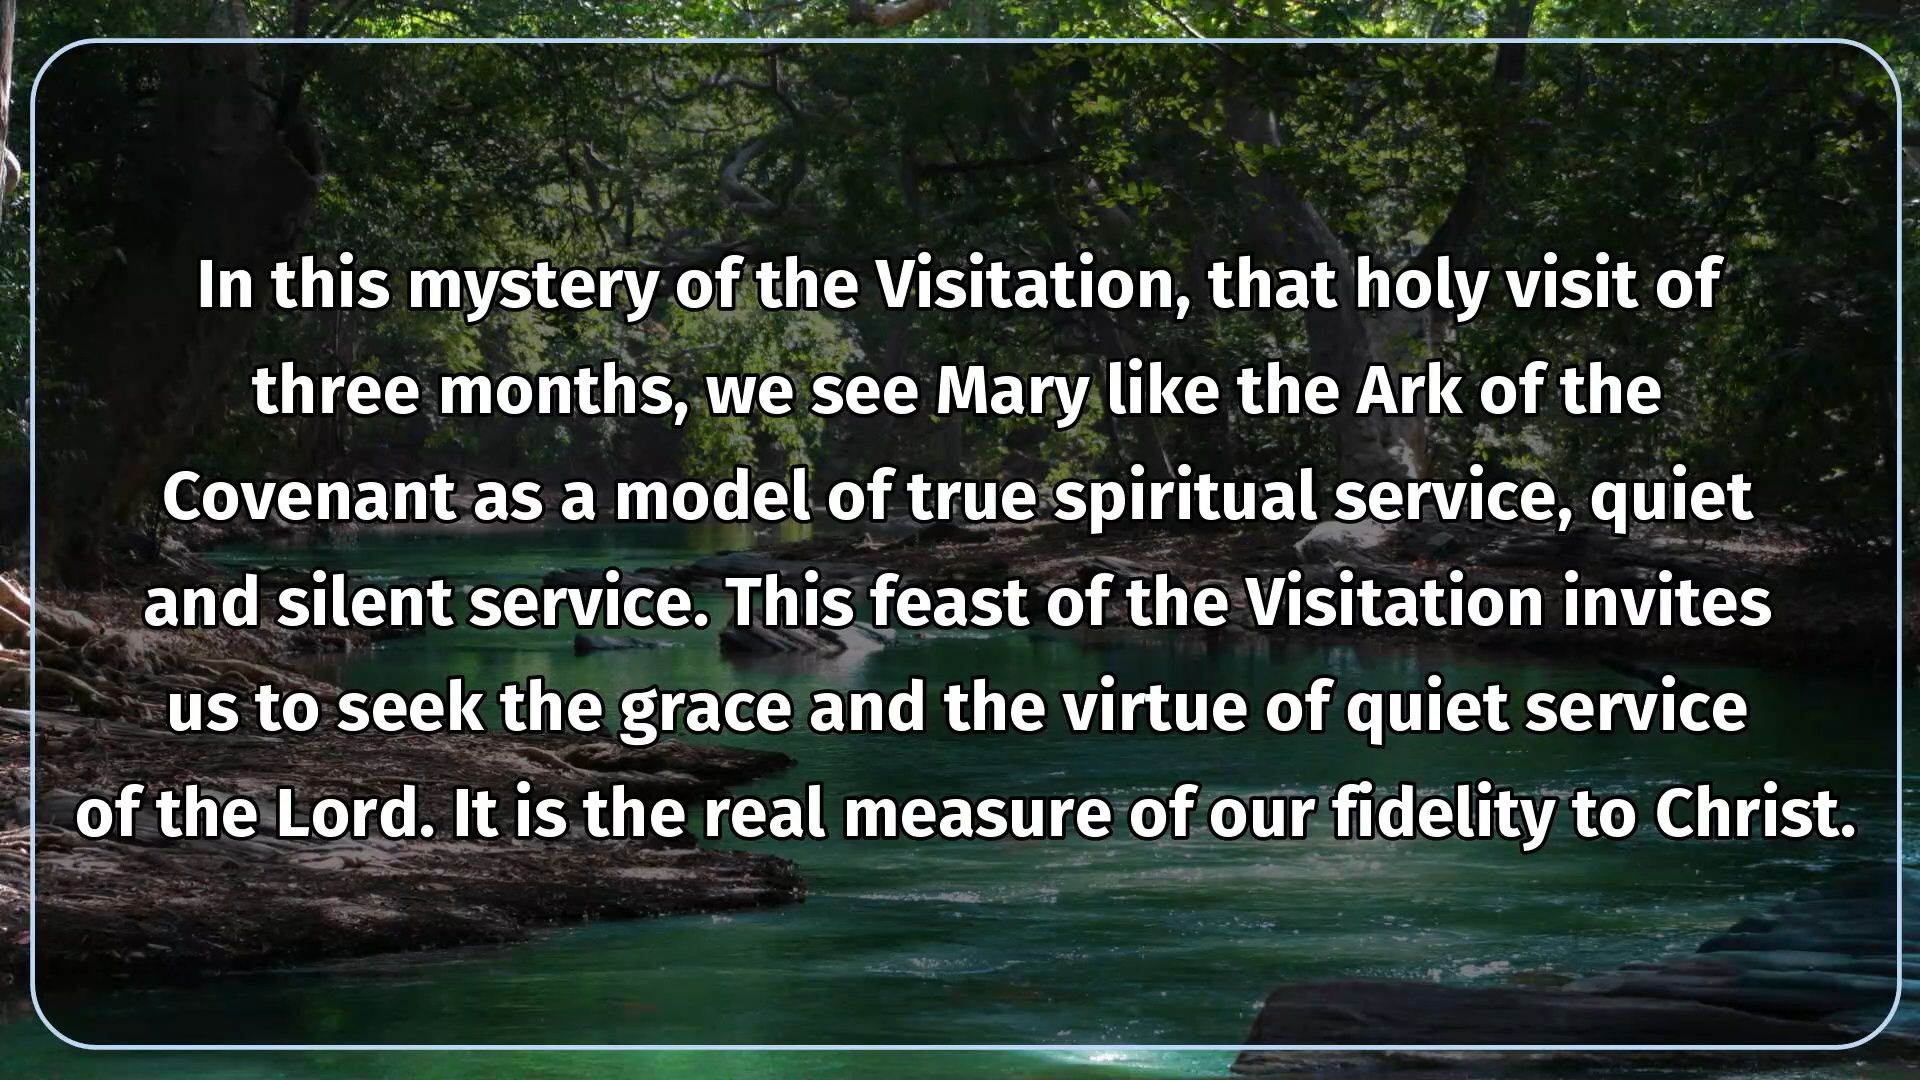 In this mystery of the Visitation, that holy visit of
three months, we see Mary like the Ark of the
Covenant as a model of true spiritual service, quiet
and silent service. This feast of the Visitation invites
us to seek the grace and the virtue of quiet service
of the Lord. It is the real measure of our fidelity to Christ.